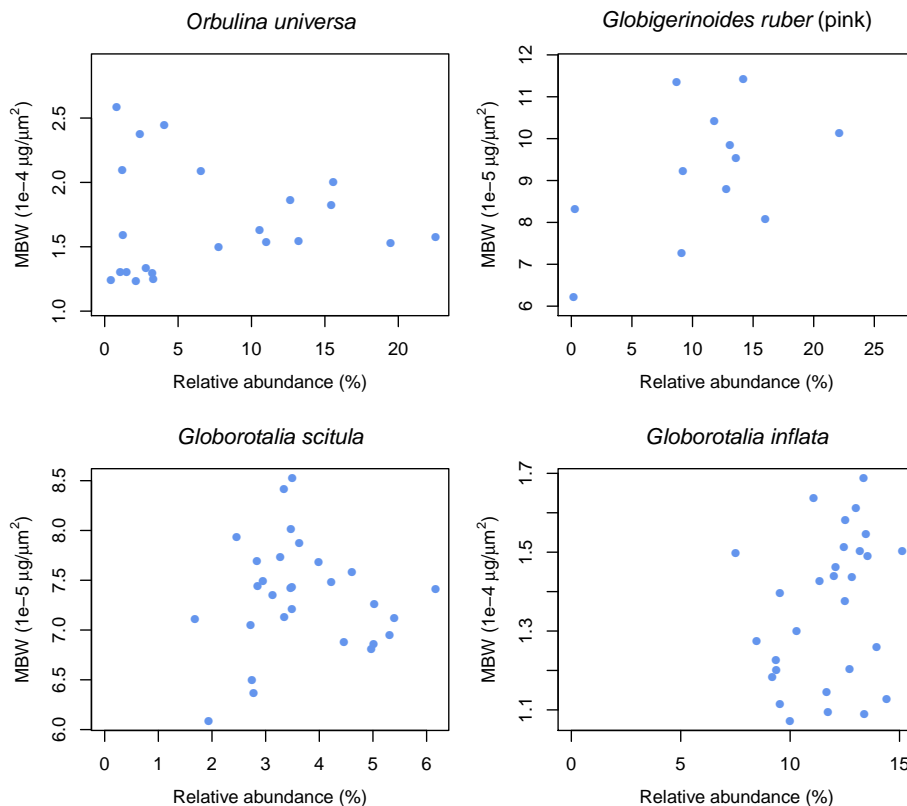 Orbulina universa
MBW (1e−4 μg/μm²)
2.5
2.0
1.5
1.0
0 5 10 15 20
Relative abundance (%)
Globigerinoides ruber (pink)
MBW (1e−5 μg/μm²)
12
11
10
9
8
7
6
0 5 10 15 20 25
Relative abundance (%)
Globorotalia scitula
MBW (1e−5 μg/μm²)
8.5
8.0
7.5
7.0
6.5
6.0
0 1 2 3 4 5 6
Relative abundance (%)
Globorotalia inflata
MBW (1e−4 μg/μm²)
1.7
1.5
1.3
1.1
0 5 10 15
Relative abundance (%)